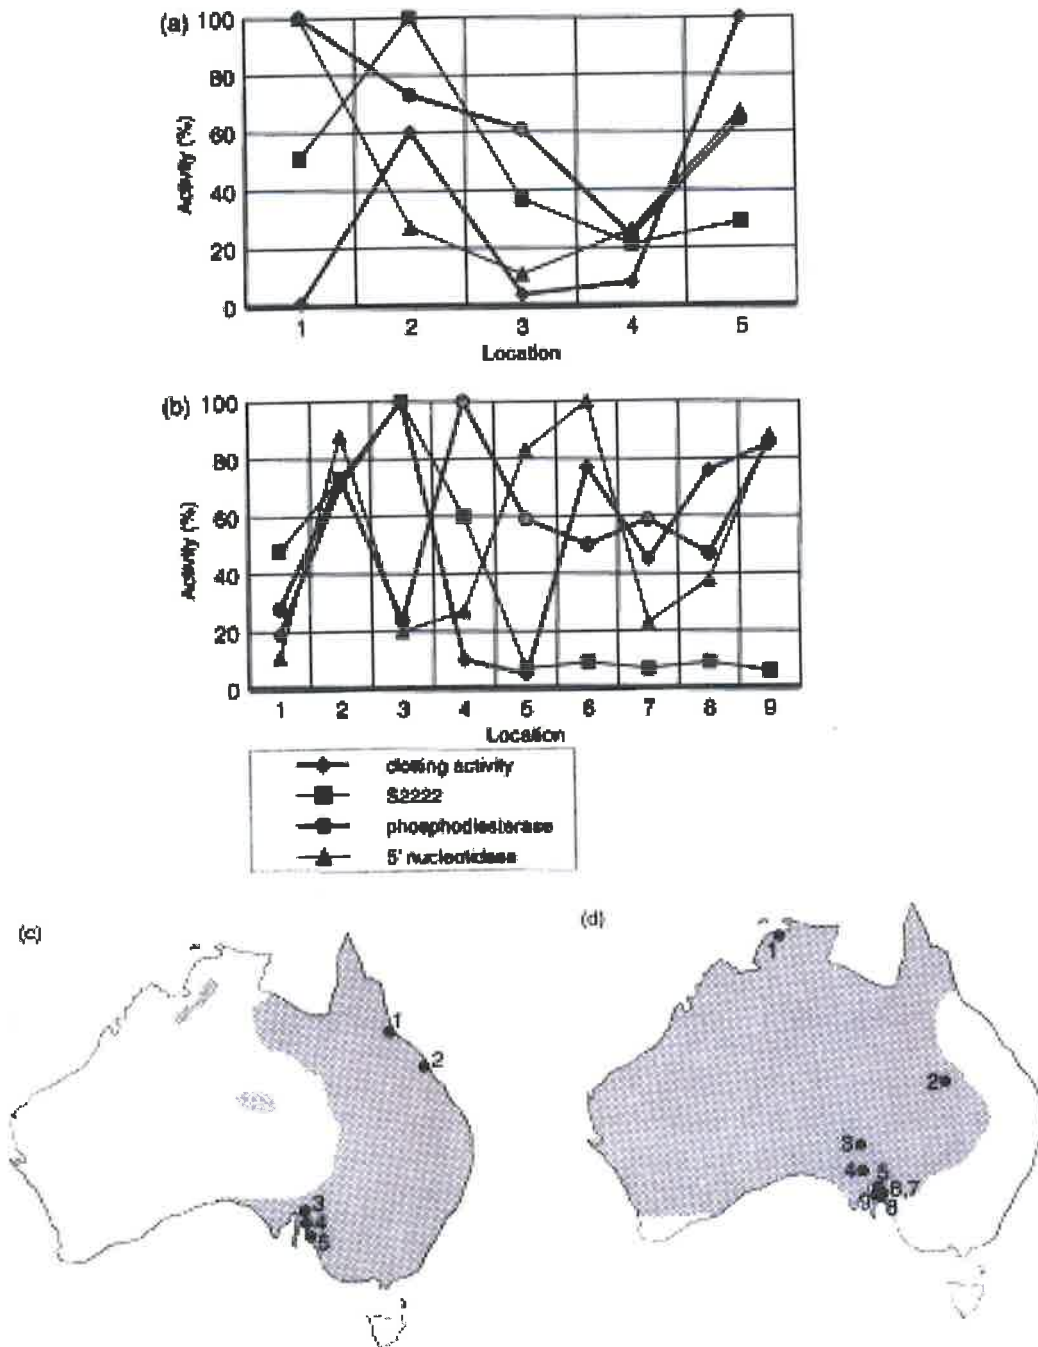 (a)
100
80
60
40
20
0
Activity (%)
1 2 3 4 5
Location
(b)
100
80
60
40
20
0
Activity (%)
1 2 3 4 5 6 7 8 9
Location
clotting activity
S2222
phosphodiesterase
5' nucleotidase
(c)
1
2
3
4
5
(d)
1
2
3
4 5
6,7
9 8